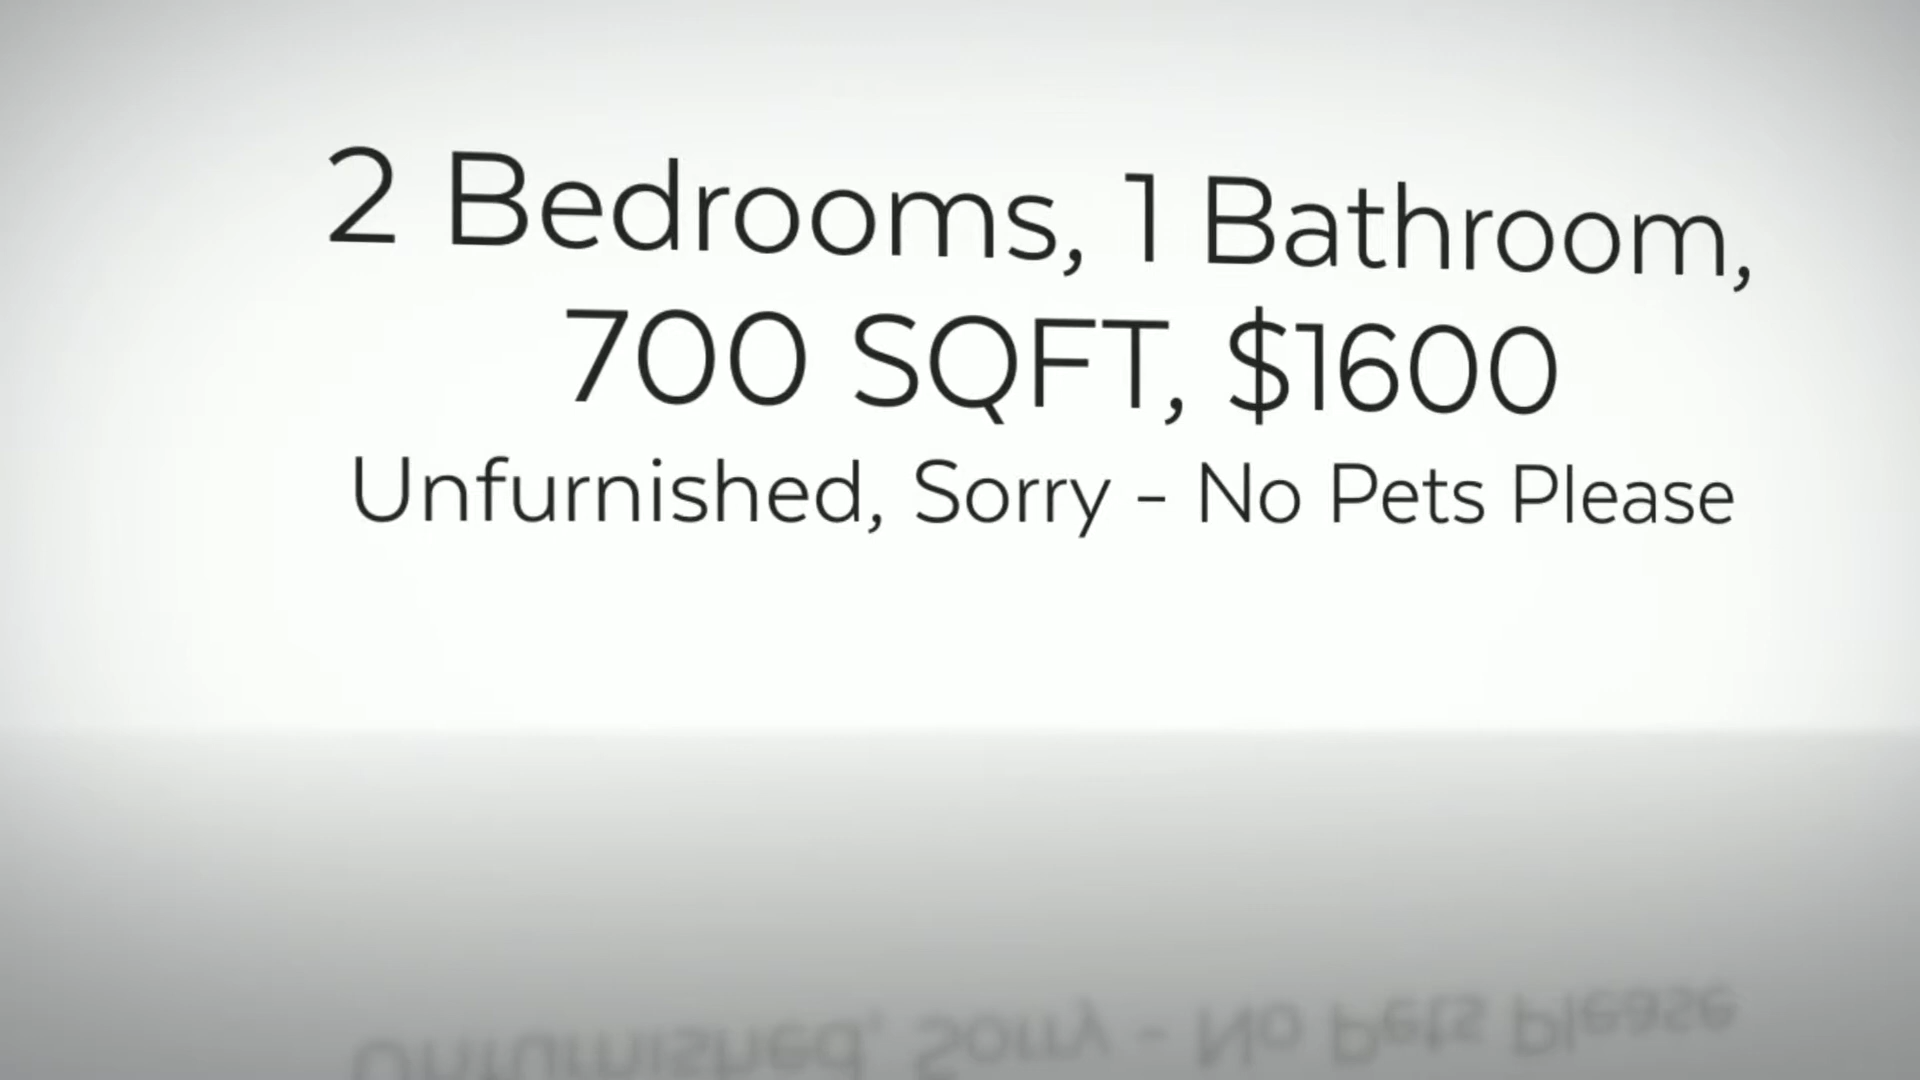 2 Bedrooms, 1 Bathroom,
700 SQFT, $1600
Unfurnished, Sorry - No Pets Please